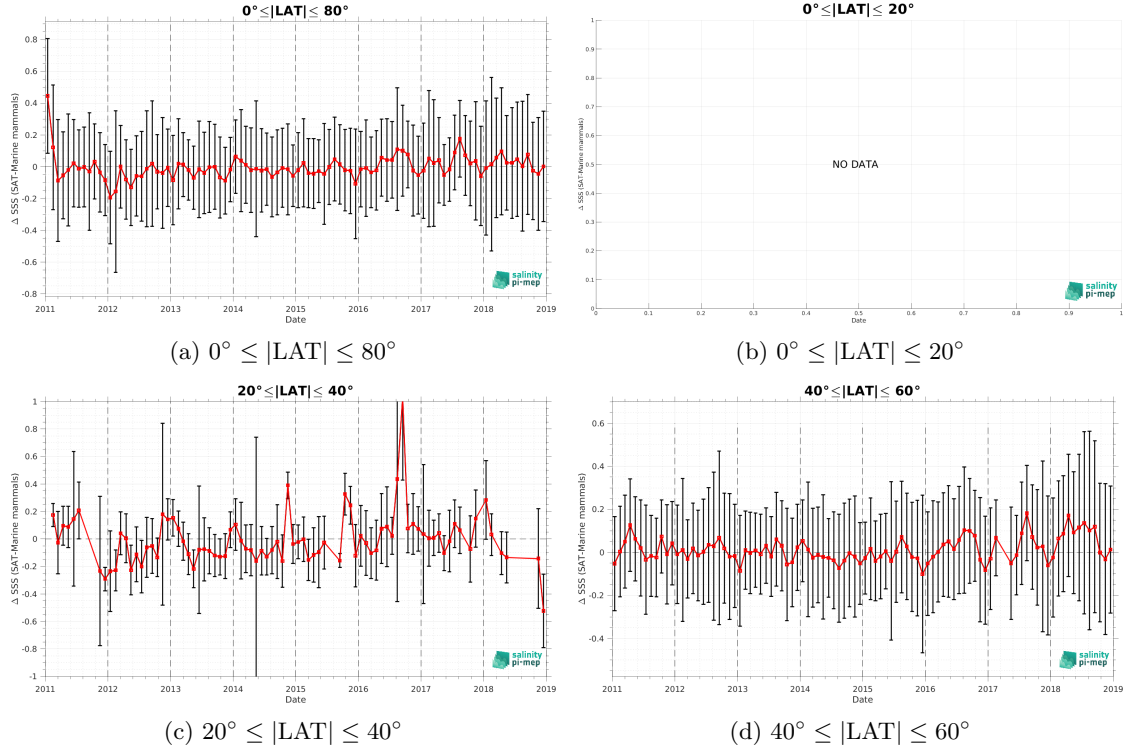 0°≤|LAT|≤ 80°
Δ SSS (SAT-Marine mammals)
0.8
0.6
0.4
0.2
0
-0.2
-0.4
-0.6
-0.8
2011 2012 2013 2014 2015 2016 2017 2018 2019
Date
salinity
pi-mep
(a) 0° ≤ |LAT| ≤ 80°
0°≤|LAT|≤ 20°
Δ SSS (SAT-Marine mammals)
1
0.9
0.8
0.7
0.6
0.5
0.4
0.3
0.2
0.1
0
NO DATA
0 0.1 0.2 0.3 0.4 0.5 0.6 0.7 0.8 0.9 1
Date
salinity
pi-mep
(b) 0° ≤ |LAT| ≤ 20°
20°≤|LAT|≤ 40°
Δ SSS (SAT-Marine mammals)
1
0.8
0.6
0.4
0.2
0
-0.2
-0.4
-0.6
-0.8
-1
2011 2012 2013 2014 2015 2016 2017 2018 2019
Date
salinity
pi-mep
(c) 20° ≤ |LAT| ≤ 40°
40°≤|LAT|≤ 60°
Δ SSS (SAT-Marine mammals)
0.6
0.4
0.2
0
-0.2
-0.4
2011 2012 2013 2014 2015 2016 2017 2018 2019
Date
salinity
pi-mep
(d) 40° ≤ |LAT| ≤ 60°